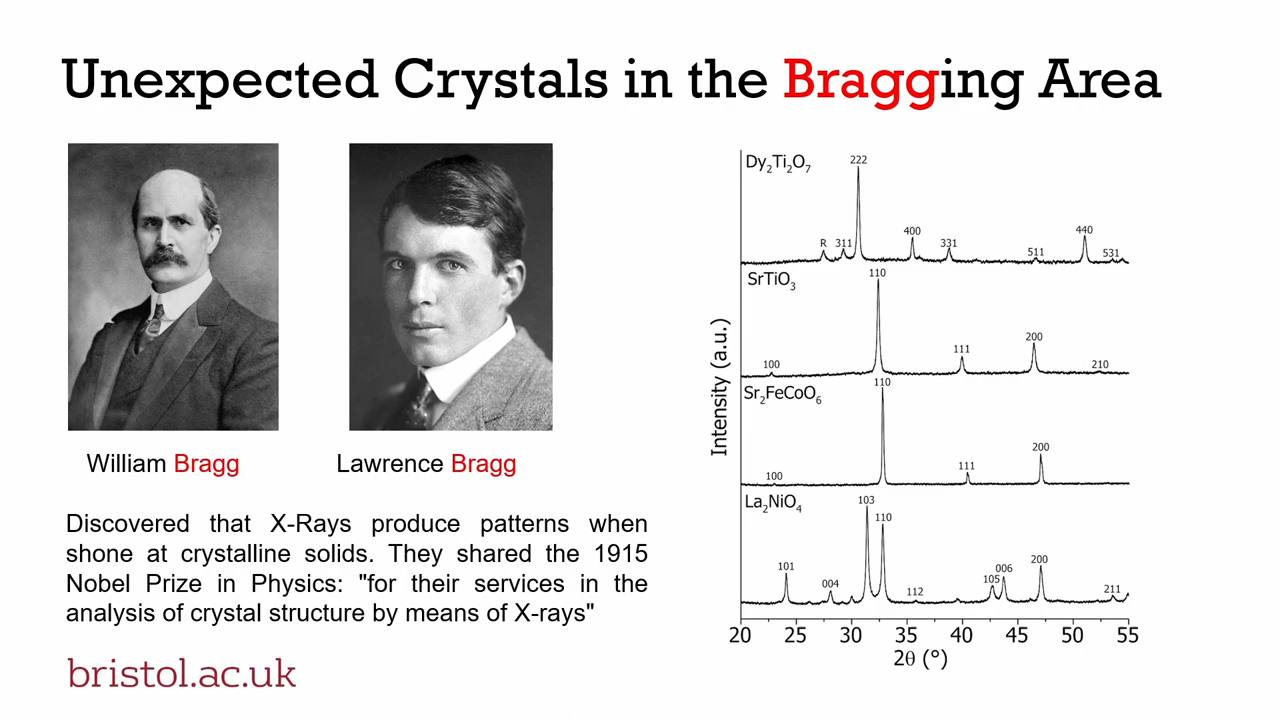 Unexpected Crystals in the Bragging Area
William Bragg
Lawrence Bragg
Discovered that X-Rays produce patterns when
shone at crystalline solids. They shared the 1915
Nobel Prize in Physics: "for their services in the
analysis of crystal structure by means of X-rays"
bristol.ac.uk
Intensity (a.u.)
Dy₂Ti₂O₇
R 311 222 400 331 511 440 531
SrTiO₃
100 110 111 200 210
Sr₂FeCoO₆
100 110 111 200
La₂NiO₄
101 004 103 110 112 105 006 200 211
20 25 30 35 40 45 50 55
2θ (°)